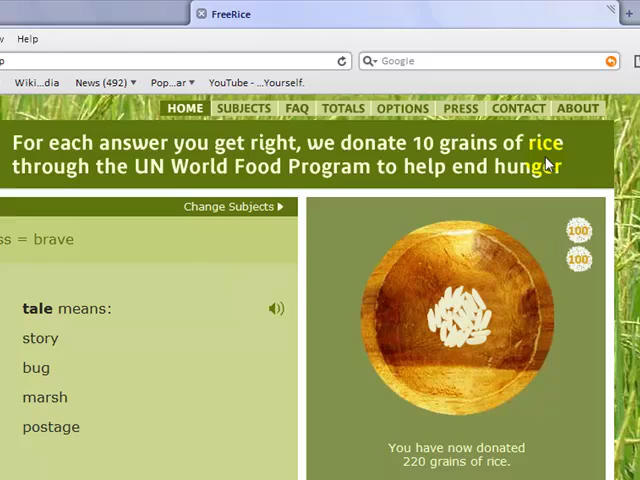 FreeRice
Help
Google
Wiki...dia News (492) Pop...ar YouTube - ...Yourself.
HOME SUBJECTS FAQ TOTALS OPTIONS PRESS CONTACT ABOUT
For each answer you get right, we donate 10 grains of rice
through the UN World Food Program to help end hunger
Change Subjects
ss = brave
100
100
tale means:
story
bug
marsh
postage
You have now donated
220 grains of rice.